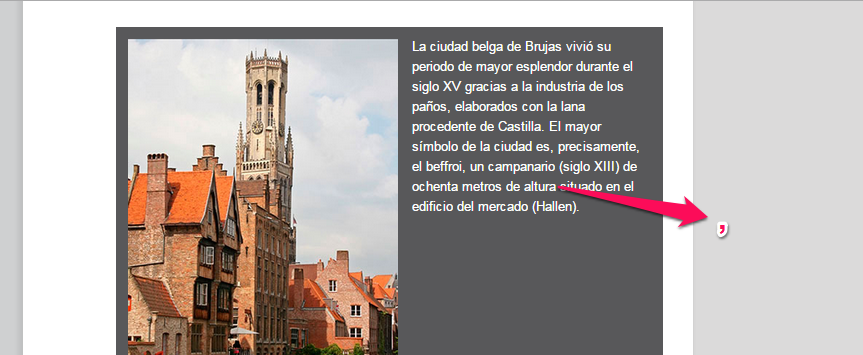 La ciudad belga de Brujas vivió su
periodo de mayor esplendor durante el
siglo XV gracias a la industria de los
paños, elaborados con la lana
procedente de Castilla. El mayor
símbolo de la ciudad es, precisamente,
el beffroi, un campanario (siglo XIII) de
ochenta metros de altura situado en el
edificio del mercado (Hallen).
,